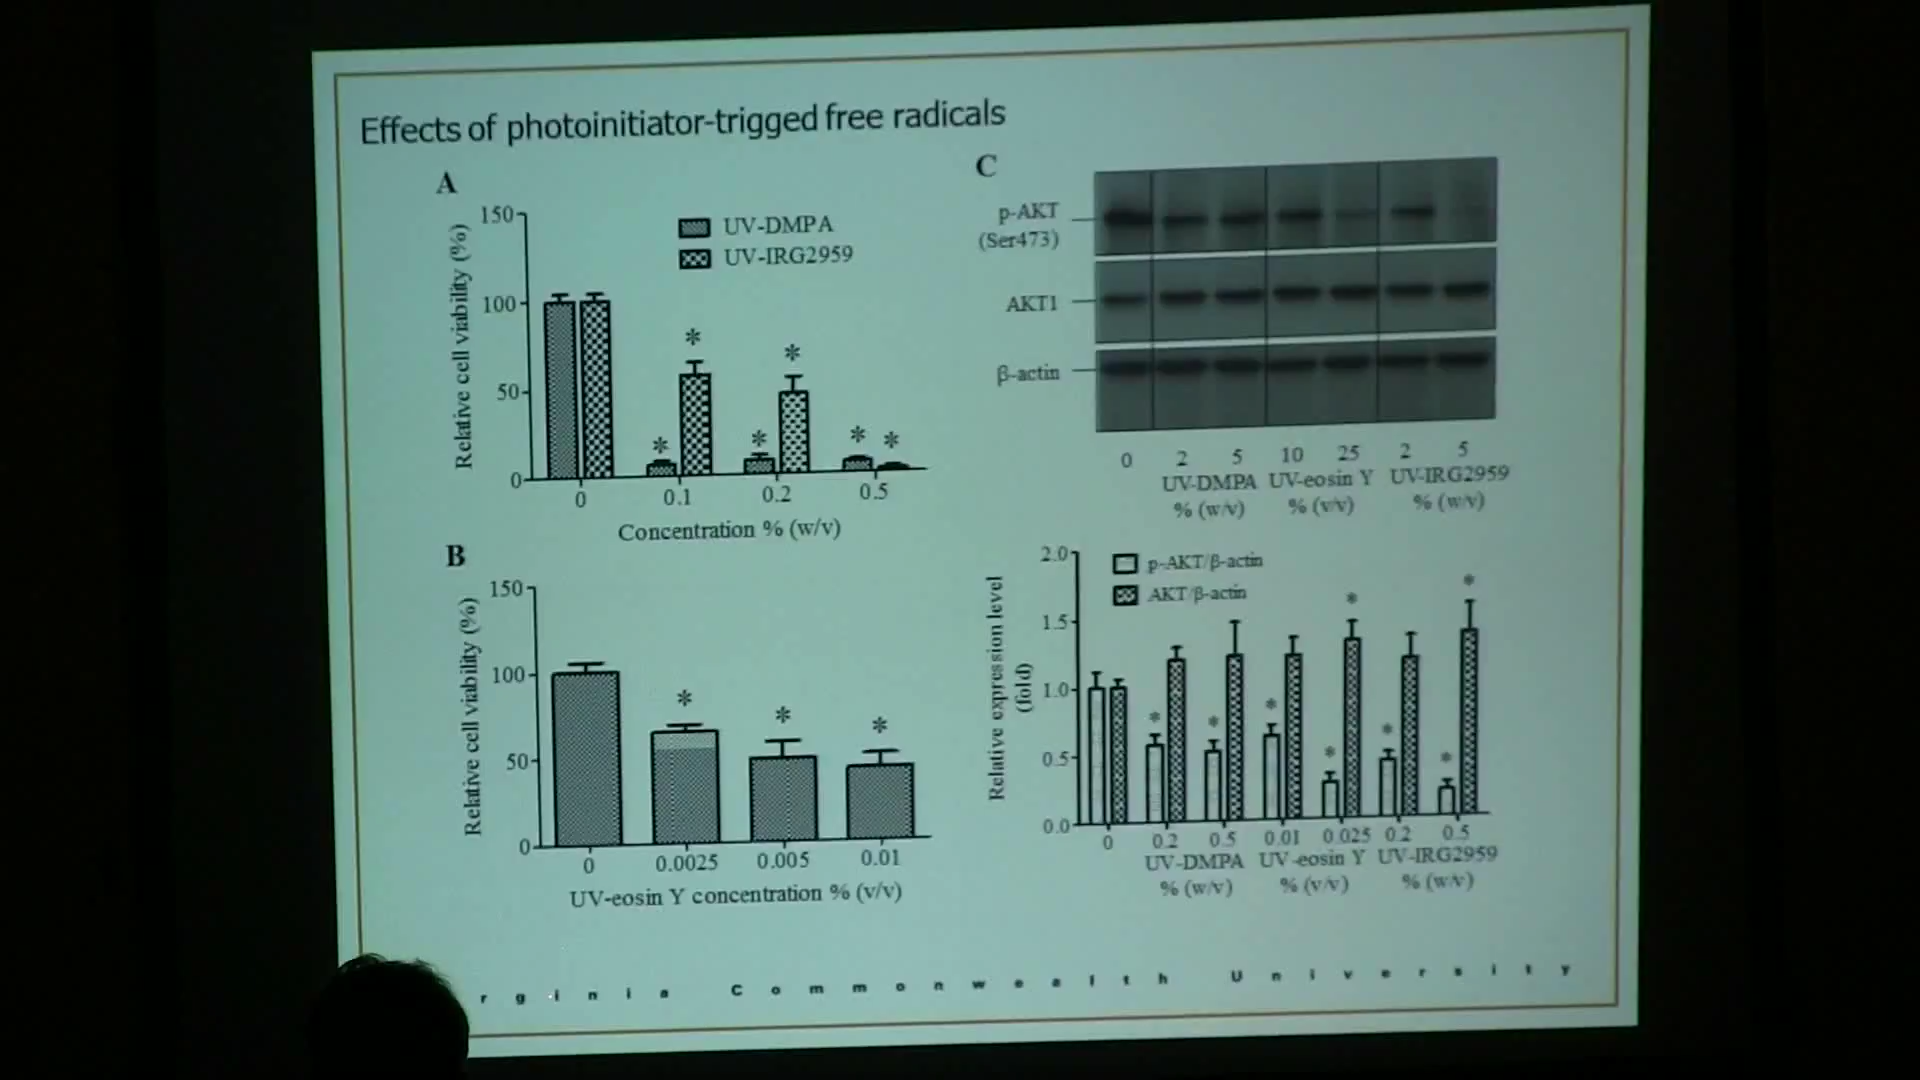 Effects of photoinitiator-trigged free radicals
A
Relative cell viability (%)
150
100
50
0
UV-DMPA
UV-IRG2959
*
*
*
*
*
*
0 0.1 0.2 0.5
Concentration % (w/v)
B
Relative cell viability (%)
150
100
50
0
*
*
*
0 0.0025 0.005 0.01
UV-eosin Y concentration % (v/v)
C
p-AKT
(Ser473)
AKT1
β-actin
0 2 5 10 25 2 5
UV-DMPA UV-eosin Y UV-IRG2959
% (w/v) % (v/v) % (w/v)
Relative expression level
(fold)
2.0
1.5
1.0
0.5
0.0
p-AKT/β-actin
AKT/β-actin
*
*
*
*
*
*
*
*
0 0.2 0.5 0.01 0.025 0.2 0.5
UV-DMPA UV-eosin Y UV-IRG2959
% (w/v) % (v/v) % (w/v)
rginia Commonwealth University